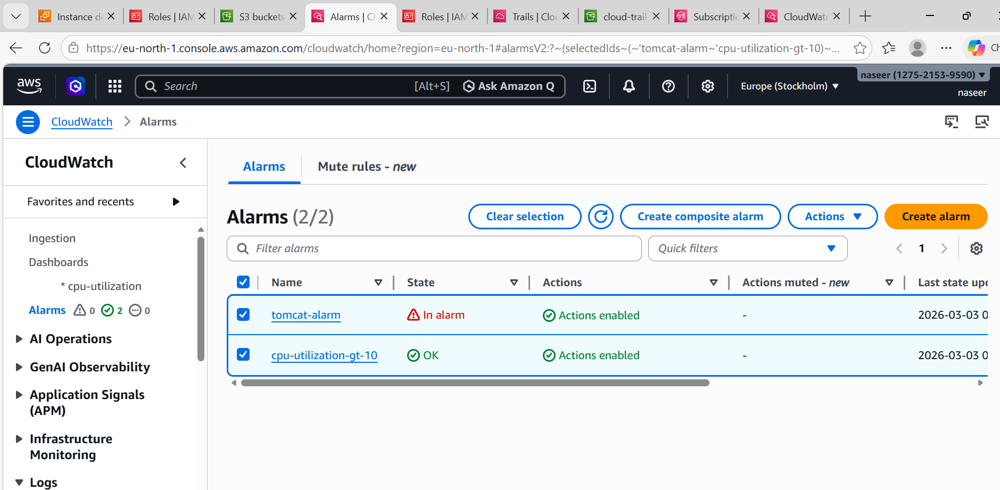 Instance de
Roles | IAM
S3 buckets
Alarms | Cl
Roles | IAM
Trails | Clou
cloud-trail-
Subscriptio
CloudWatc
https://eu-north-1.console.aws.amazon.com/cloudwatch/home?region=eu-north-1#alarmsV2:?~(selectedIds~(~'tomcat-alarm~'cpu-utilization-gt-10)~...
aws
Search
[Alt+S]
Ask Amazon Q
Europe (Stockholm)
naseer (1275-2153-9590)
naseer
CloudWatch
Alarms
CloudWatch
Favorites and recents
Ingestion
Dashboards
* cpu-utilization
Alarms 0 2 0
AI Operations
GenAI Observability
Application Signals
(APM)
Infrastructure
Monitoring
Logs
Alarms
Mute rules - new
Alarms (2/2)
Clear selection
Create composite alarm
Actions
Create alarm
Filter alarms
Quick filters
1
Name
State
Actions
Actions muted - new
Last state upd
tomcat-alarm
In alarm
Actions enabled
-
2026-03-03 0
cpu-utilization-gt-10
OK
Actions enabled
-
2026-03-03 0